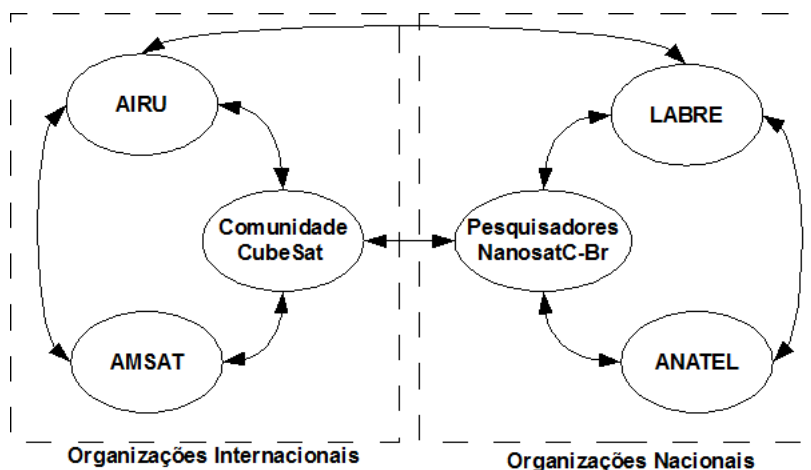 AIRU
LABRE
Comunidade
CubeSat
Pesquisadores
NanosatC-Br
AMSAT
ANATEL
Organizações Internacionais
Organizações Nacionais